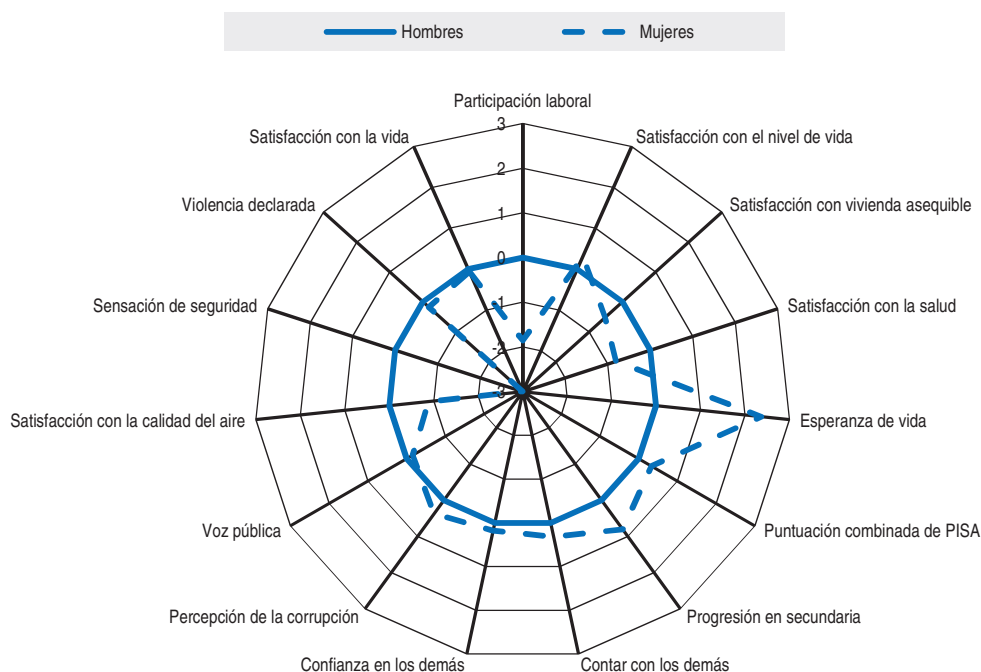 Hombres
Mujeres
Participación laboral
Satisfacción con la vida
Satisfacción con el nivel de vida
Violencia declarada
Satisfacción con vivienda asequible
Sensación de seguridad
Satisfacción con la salud
Satisfacción con la calidad del aire
Esperanza de vida
Voz pública
Puntuación combinada de PISA
Percepción de la corrupción
Progresión en secundaria
Confianza en los demás
Contar con los demás
3
2
1
0
-1
-2
-3